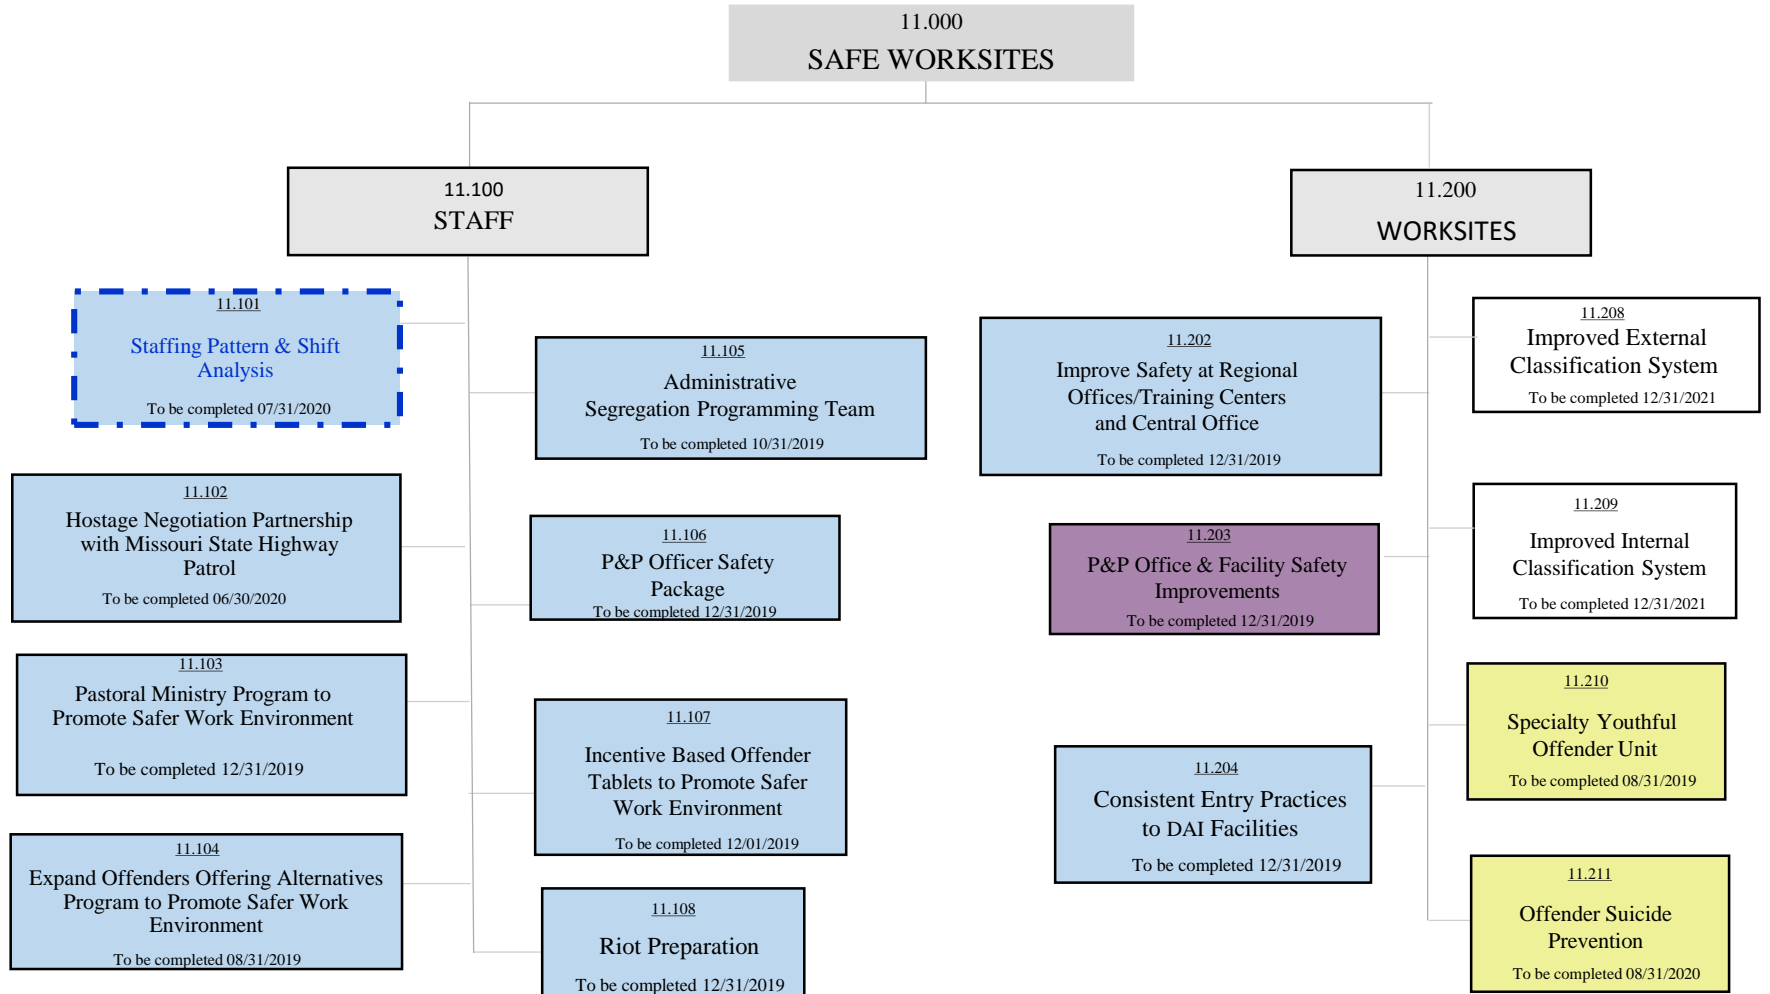 11.000
SAFE WORKSITES
11.100
STAFF
11.200
WORKSITES
11.101
Staffing Pattern & Shift
Analysis
To be completed 07/31/2020
11.102
Hostage Negotiation Partnership
with Missouri State Highway
Patrol
To be completed 06/30/2020
11.103
Pastoral Ministry Program to
Promote Safer Work Environment
To be completed 12/31/2019
11.104
Expand Offenders Offering Alternatives
Program to Promote Safer Work
Environment
To be completed 08/31/2019
11.105
Administrative
Segregation Programming Team
To be completed 10/31/2019
11.106
P&P Officer Safety
Package
To be completed 12/31/2019
11.107
Incentive Based Offender
Tablets to Promote Safer
Work Environment
To be completed 12/01/2019
11.108
Riot Preparation
To be completed 12/31/2019
11.202
Improve Safety at Regional
Offices/Training Centers
and Central Office
To be completed 12/31/2019
11.203
P&P Office & Facility Safety
Improvements
To be completed 12/31/2019
11.204
Consistent Entry Practices
to DAI Facilities
To be completed 12/31/2019
11.208
Improved External
Classification System
To be completed 12/31/2021
11.209
Improved Internal
Classification System
To be completed 12/31/2021
11.210
Specialty Youthful
Offender Unit
To be completed 08/31/2019
11.211
Offender Suicide
Prevention
To be completed 08/31/2020